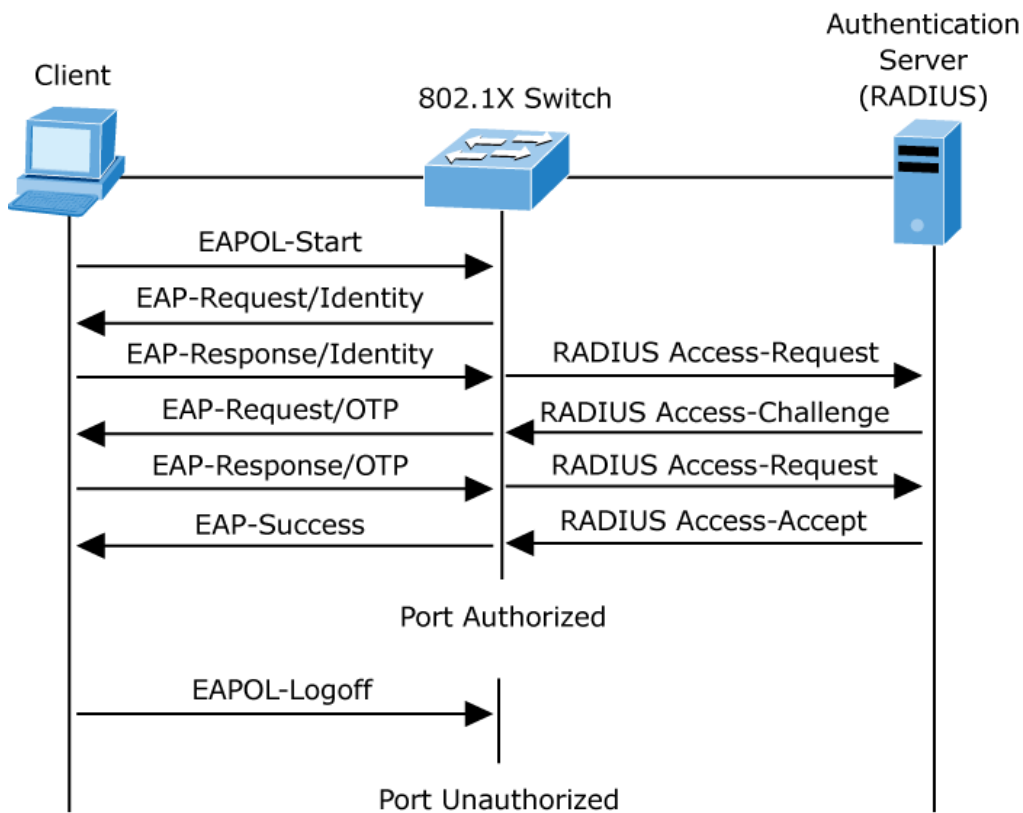 Authentication
Server
(RADIUS)
Client
802.1X Switch
EAPOL-Start
EAP-Request/Identity
EAP-Response/Identity
RADIUS Access-Request
EAP-Request/OTP
RADIUS Access-Challenge
EAP-Response/OTP
RADIUS Access-Request
EAP-Success
RADIUS Access-Accept
Port Authorized
EAPOL-Logoff
Port Unauthorized